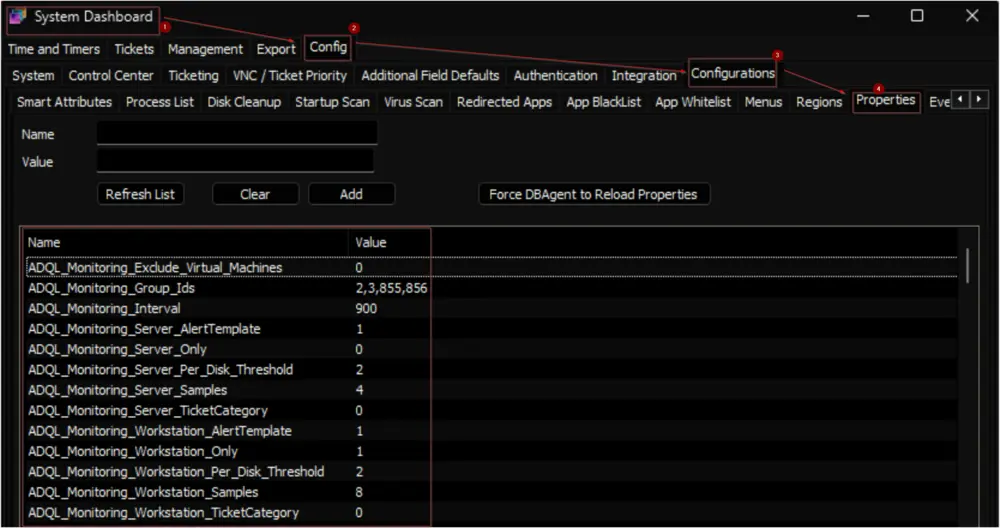 System Dashboard
1
2
3
4
Time and Timers Tickets Management Export Config
System Control Center Ticketing VNC / Ticket Priority Additional Field Defaults Authentication Integration Configurations
Smart Attributes Process List Disk Cleanup Startup Scan Virus Scan Redirected Apps App BlackList App Whitelist Menus Regions Properties Eve
Name
Value
Refresh List Clear Add Force DBAgent to Reload Properties
Name Value
ADQL_Monitoring_Exclude_Virtual_Machines 0
ADQL_Monitoring_Group_Ids 2,3,855,856
ADQL_Monitoring_Interval 900
ADQL_Monitoring_Server_AlertTemplate 1
ADQL_Monitoring_Server_Only 0
ADQL_Monitoring_Server_Per_Disk_Threshold 2
ADQL_Monitoring_Server_Samples 4
ADQL_Monitoring_Server_TicketCategory 0
ADQL_Monitoring_Workstation_AlertTemplate 1
ADQL_Monitoring_Workstation_Only 1
ADQL_Monitoring_Workstation_Per_Disk_Threshold 2
ADQL_Monitoring_Workstation_Samples 8
ADQL_Monitoring_Workstation_TicketCategory 0